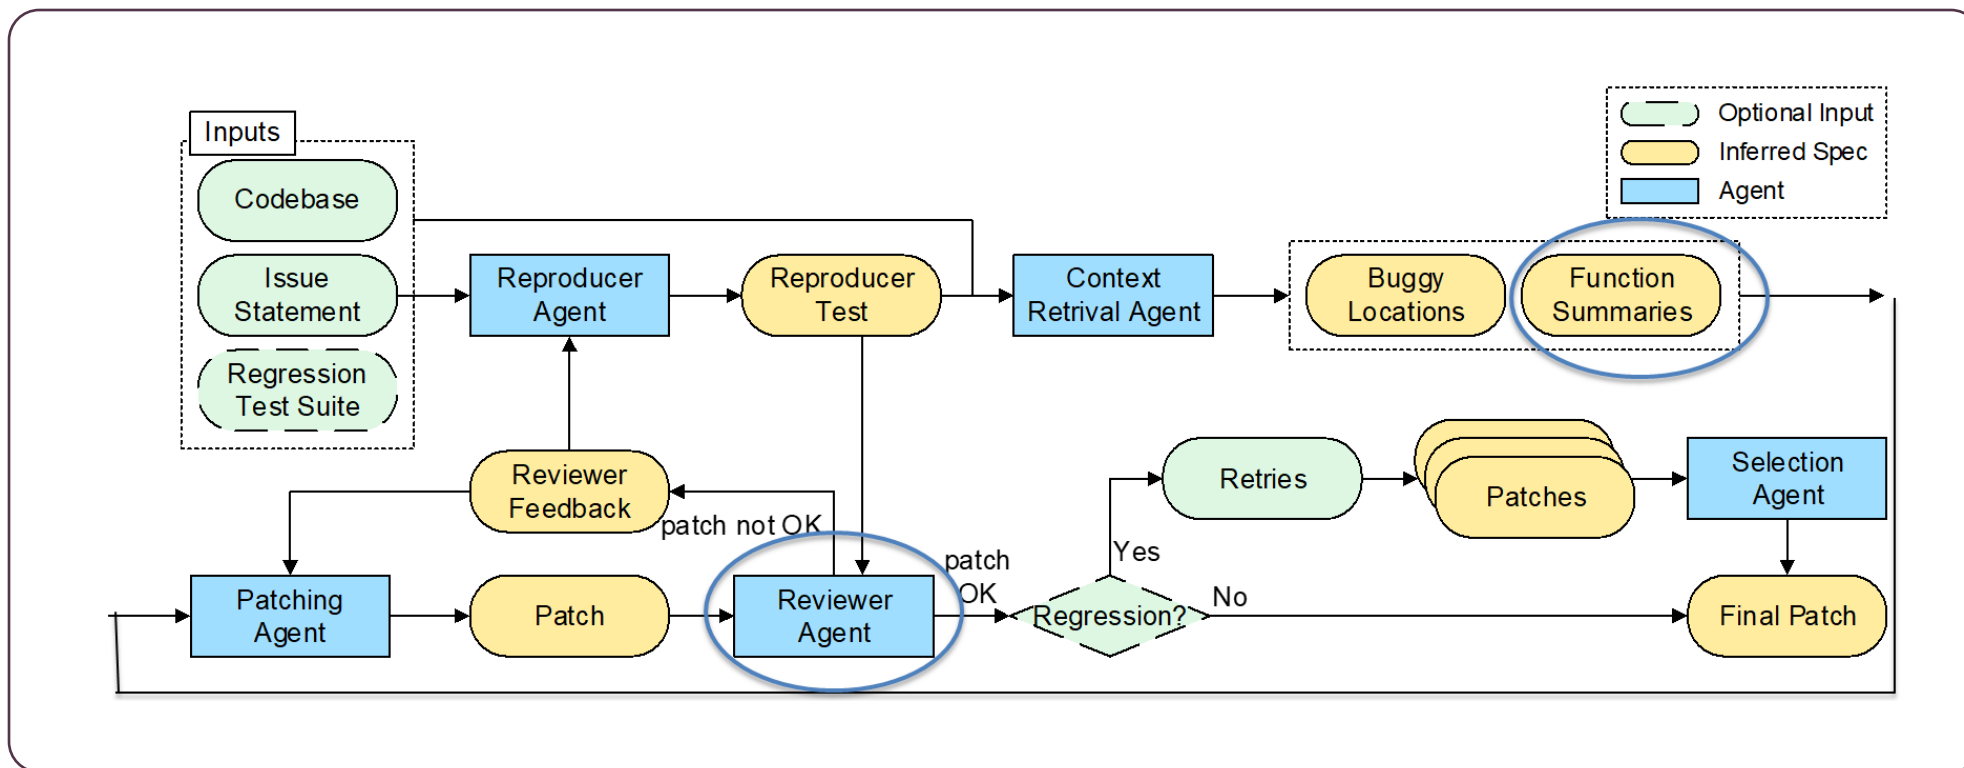 Inputs
Codebase
Issue
Statement
Regression
Test Suite
Reproducer
Agent
Reproducer
Test
Context
Retrival Agent
Buggy
Locations
Function
Summaries
Optional Input
Inferred Spec
Agent
Reviewer
Feedback
patch not OK
Patching
Agent
Patch
Reviewer
Agent
patch
OK
Regression?
Yes
No
Retries
Patches
Selection
Agent
Final Patch